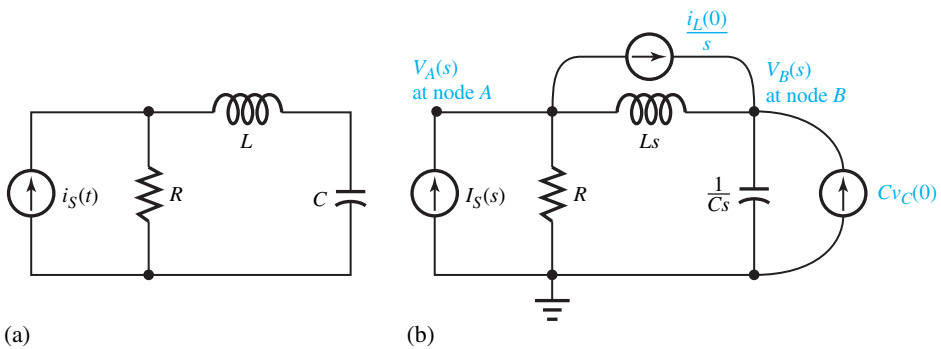 i_S(t)
R
L
C
(a)
V_A(s)
at node A
i_L(0)
s
V_B(s)
at node B
Ls
I_S(s)
R
1
Cs
Cv_C(0)
(b)